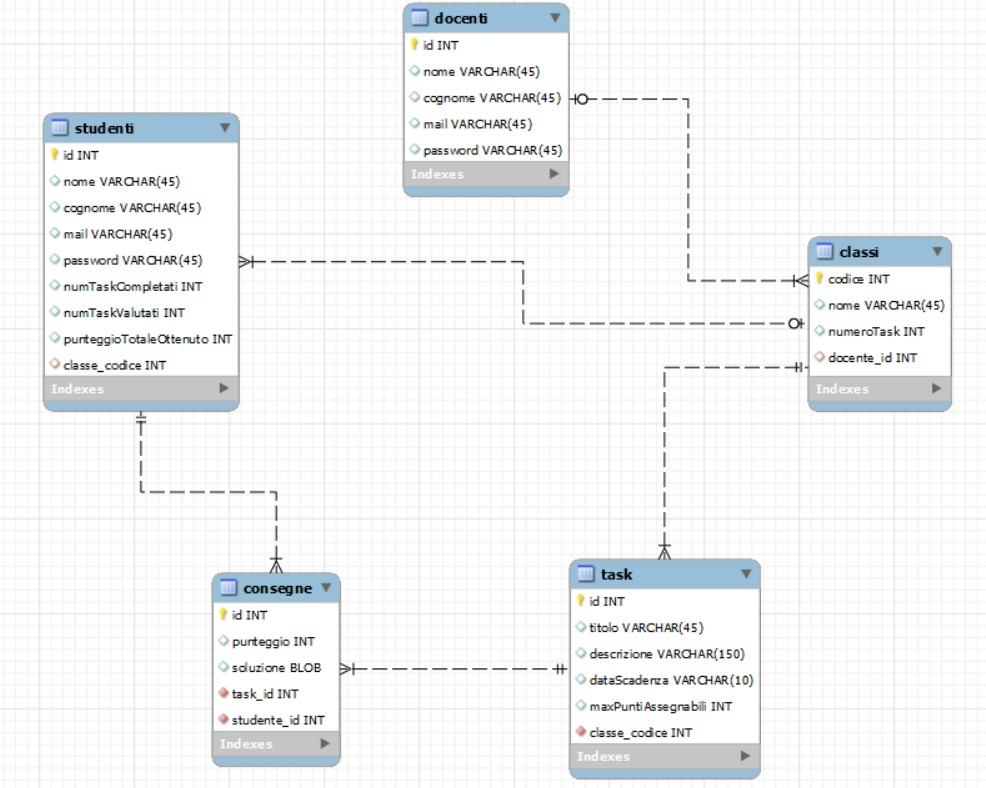 docenti
id INT
nome VARCHAR(45)
cognome VARCHAR(45)
mail VARCHAR(45)
password VARCHAR(45)
Indexes
studenti
id INT
nome VARCHAR(45)
cognome VARCHAR(45)
mail VARCHAR(45)
password VARCHAR(45)
numTaskCompletati INT
numTaskValutati INT
punteggioTotaleOttenuto INT
classe_codice INT
Indexes
classi
codice INT
nome VARCHAR(45)
numeroTask INT
docente_id INT
Indexes
consegne
id INT
punteggio INT
soluzione BLOB
task_id INT
studente_id INT
Indexes
task
id INT
titolo VARCHAR(45)
descrizione VARCHAR(150)
dataScadenza VARCHAR(10)
maxPuntiAssegnabili INT
classe_codice INT
Indexes